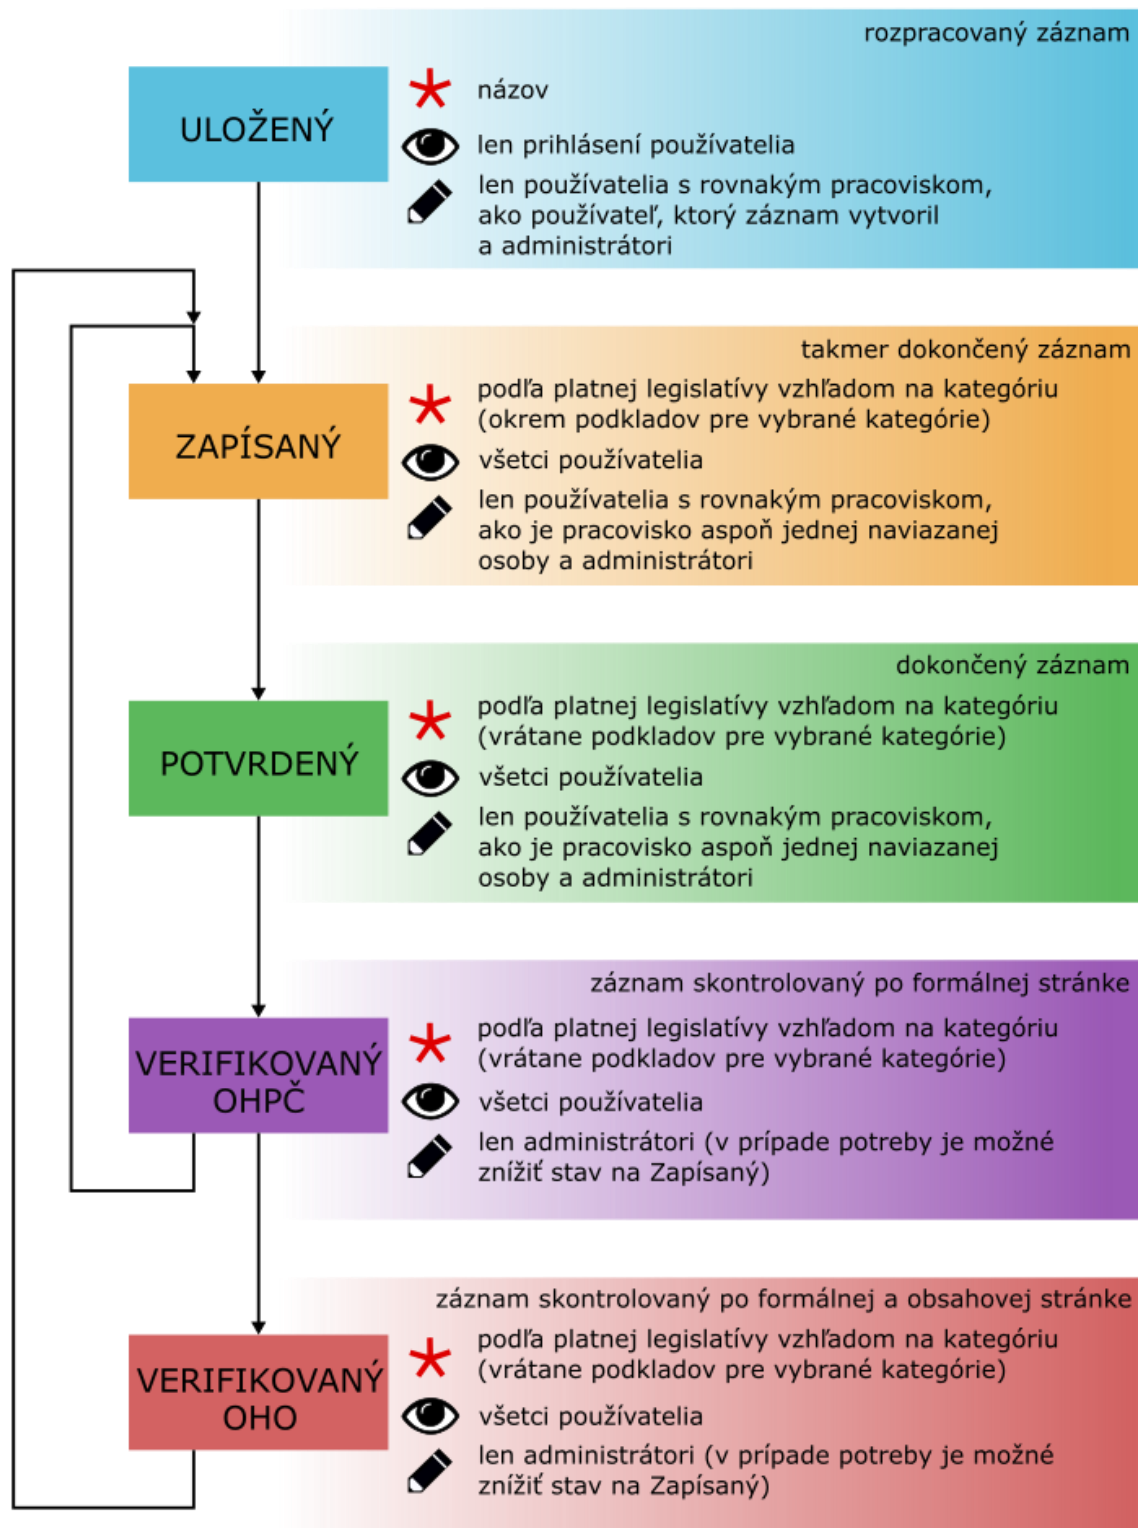 rozpracovaný záznam
ULOŽENÝ
názov
len prihlásení používatelia
len používatelia s rovnakým pracoviskom,
ako používateľ, ktorý záznam vytvoril
a administrátori
takmer dokončený záznam
ZAPÍSANÝ
podľa platnej legislatívy vzhľadom na kategóriu
(okrem podkladov pre vybrané kategórie)
všetci používatelia
len používatelia s rovnakým pracoviskom,
ako je pracovisko aspoň jednej naviazanej
osoby a administrátori
dokončený záznam
POTVRDENÝ
podľa platnej legislatívy vzhľadom na kategóriu
(vrátane podkladov pre vybrané kategórie)
všetci používatelia
len používatelia s rovnakým pracoviskom,
ako je pracovisko aspoň jednej naviazanej
osoby a administrátori
záznam skontrolovaný po formálnej stránke
VERIFIKOVANÝ
OHPČ
podľa platnej legislatívy vzhľadom na kategóriu
(vrátane podkladov pre vybrané kategórie)
všetci používatelia
len administrátori (v prípade potreby je možné
znížiť stav na Zapísaný)
záznam skontrolovaný po formálnej a obsahovej stránke
VERIFIKOVANÝ
OHO
podľa platnej legislatívy vzhľadom na kategóriu
(vrátane podkladov pre vybrané kategórie)
všetci používatelia
len administrátori (v prípade potreby je možné
znížiť stav na Zapísaný)